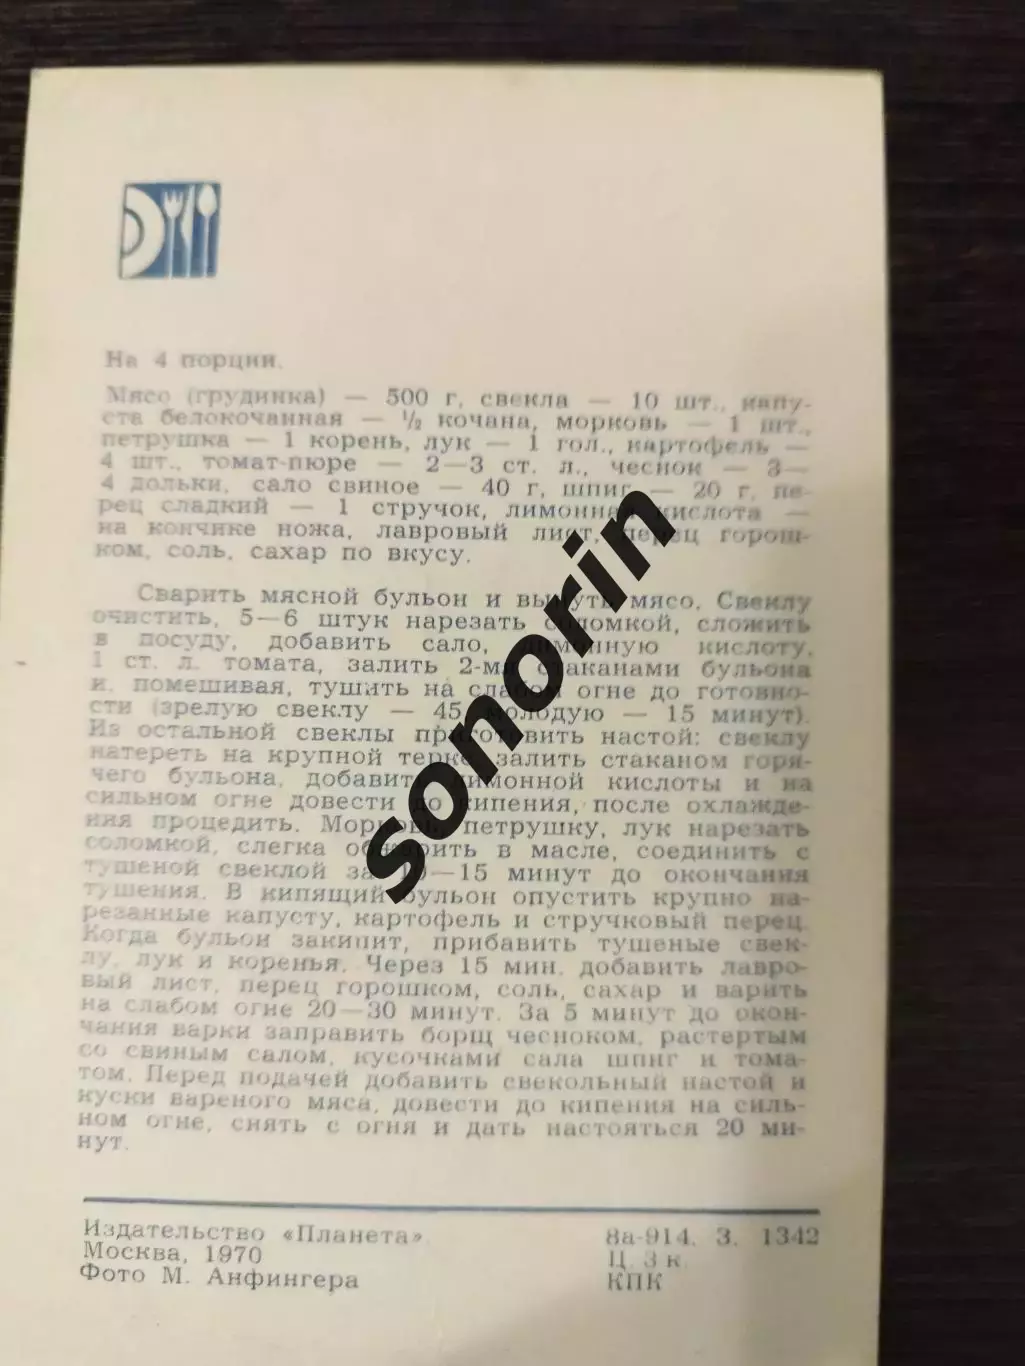 На 4 порции.
Мясо (грудинка) — 500 г, свекла — 10 шт., капу-
ста белокочанная — ½ кочана, морковь — 1 шт.,
петрушка — 1 корень, лук — 1 гол., картофель —
4 шт., томат-пюре — 2—3 ст. л., чеснок — 3—
4 дольки, сало свиное — 40 г, шпиг — 20 г, пе-
рец сладкий — 1 стручок, лимонная кислота —
на кончике ножа, лавровый лист, перец горош-
ком, соль, сахар по вкусу.
Сварить мясной бульон и вынуть мясо. Свеклу
очистить, 5—6 штук нарезать соломкой, сложить
в посуду, добавить сало, лимонную кислоту,
1 ст. л. томата, залить 2-мя стаканами бульона
и, помешивая, тушить на слабом огне до готовно-
сти (зрелую свеклу — 45, молодую — 15 минут).
Из остальной свеклы приготовить настой: свеклу
натереть на крупной терке, залить стаканом горя-
чего бульона, добавить лимонной кислоты и на
сильном огне довести до кипения, после охлажде-
ния процедить. Морковь, петрушку, лук нарезать
соломкой, слегка обжарить в масле, соединить с
тушеной свеклой за 10—15 минут до окончания
тушения. В кипящий бульон опустить крупно на-
резанные капусту, картофель и стручковый перец.
Когда бульон закипит, прибавить тушеные свек-
лу, лук и коренья. Через 15 мин. добавить лавро-
вый лист, перец горошком, соль, сахар и варить
на слабом огне 20—30 минут. За 5 минут до окон-
чания варки заправить борщ чесноком, растертым
со свиным салом, кусочками сала шпиг и тома-
том. Перед подачей добавить свекольный настой и
куски вареного мяса, довести до кипения на силь-
ном огне, снять с огня и дать настояться 20 ми-
нут.
Издательство «Планета» 8а-914. З. 1342
Москва, 1970 Ц. 3 к.
Фото М. Анфингера КПК
sonorin